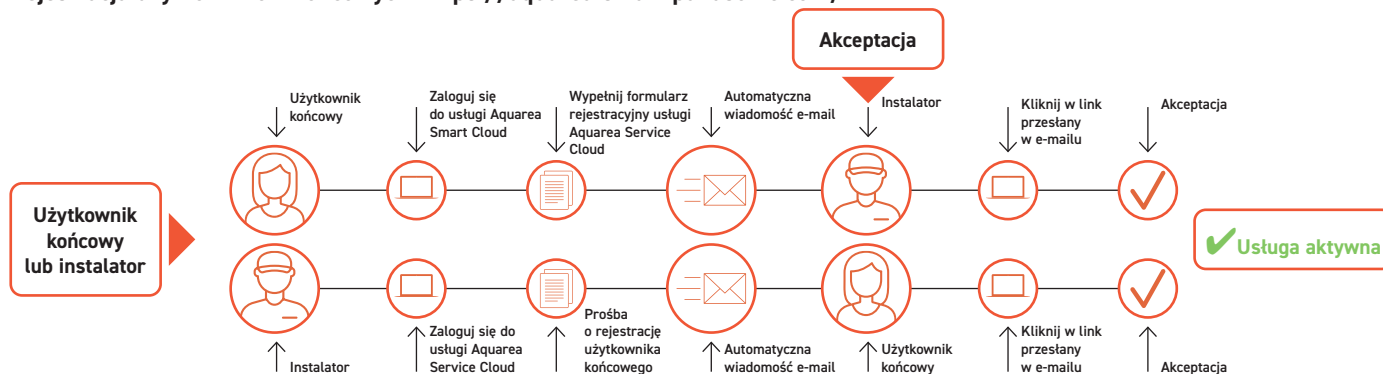 Akceptacja
Użytkownik
końcowy
Zaloguj się
do usługi Aquarea
Smart Cloud
Wypełnij formularz
rejestracyjny usługi
Aquarea Service
Cloud
Automatyczna
wiadomość e-mail
Instalator
Kliknij w link
przesłany
w e-mailu
Akceptacja
Użytkownik
końcowy
lub instalator
Usługa aktywna
Instalator
Zaloguj się do
usługi Aquarea
Service Cloud
Prośba
o rejestrację
użytkownika
końcowego
Automatyczna
wiadomość e-mail
Użytkownik
końcowy
Kliknij w link
przesłany
w e-mailu
Akceptacja